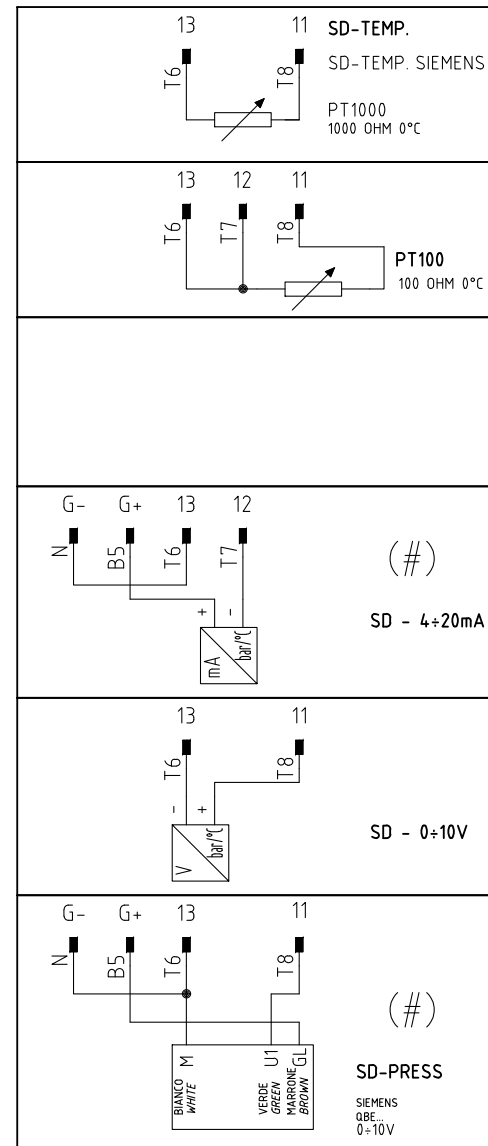 13 11 SD-TEMP.
T6 T8 SD-TEMP. SIEMENS
PT1000
1000 OHM 0°C
13 12 11
T6 T7 T8
PT100
100 OHM 0°C
G- G+ 13 12
N B5 T6 T7
(#)
+ -
mA bar/°C
SD - 4÷20mA
13 11
T6 T8
- +
V bar/°C
SD - 0÷10V
G- G+ 13 11
N B5 T6 T8
(#)
M U1 GL
BIANCO
WHITE
VERDE
GREEN
MARRONE
BROWN
SD-PRESS
SIEMENS
QBE...
0÷10V